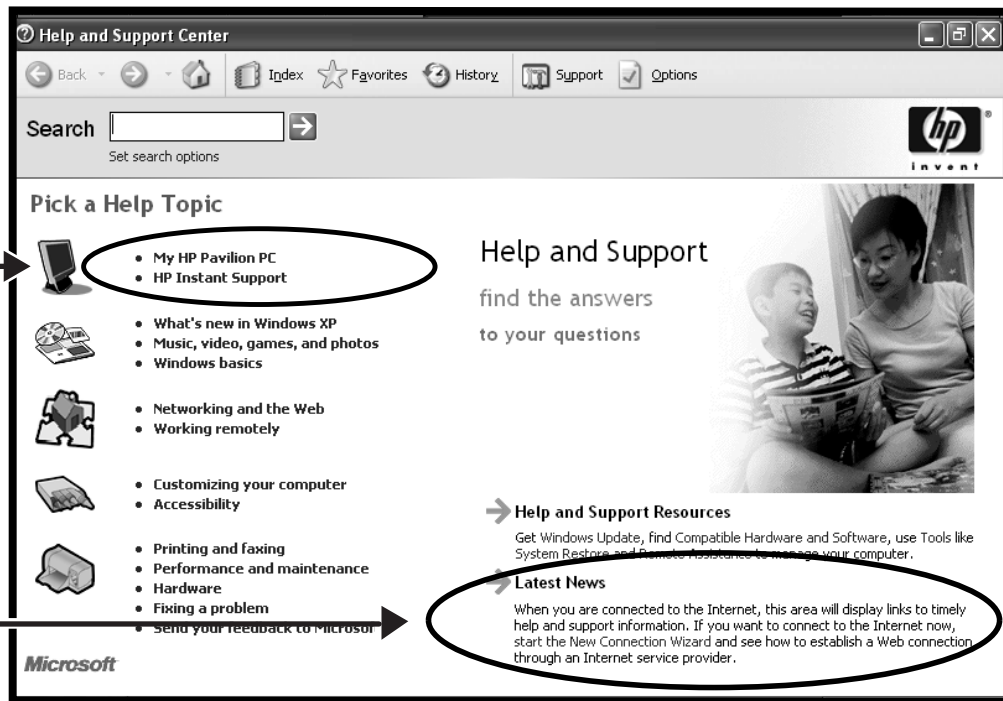 Help and Support Center
Back Index Favorites History Support Options
Search
Set search options
hp
invent
Pick a Help Topic
My HP Pavilion PC
HP Instant Support
What's new in Windows XP
Music, video, games, and photos
Windows basics
Networking and the Web
Working remotely
Customizing your computer
Accessibility
Printing and faxing
Performance and maintenance
Hardware
Fixing a problem
Send your feedback to Microsof
Microsoft
Help and Support
find the answers
to your questions
Help and Support Resources
Get Windows Update, find Compatible Hardware and Software, use Tools like
System Restore and Remote Assistance to manage your computer.
Latest News
When you are connected to the Internet, this area will display links to timely
help and support information. If you want to connect to the Internet now,
start the New Connection Wizard and see how to establish a Web connection
through an Internet service provider.